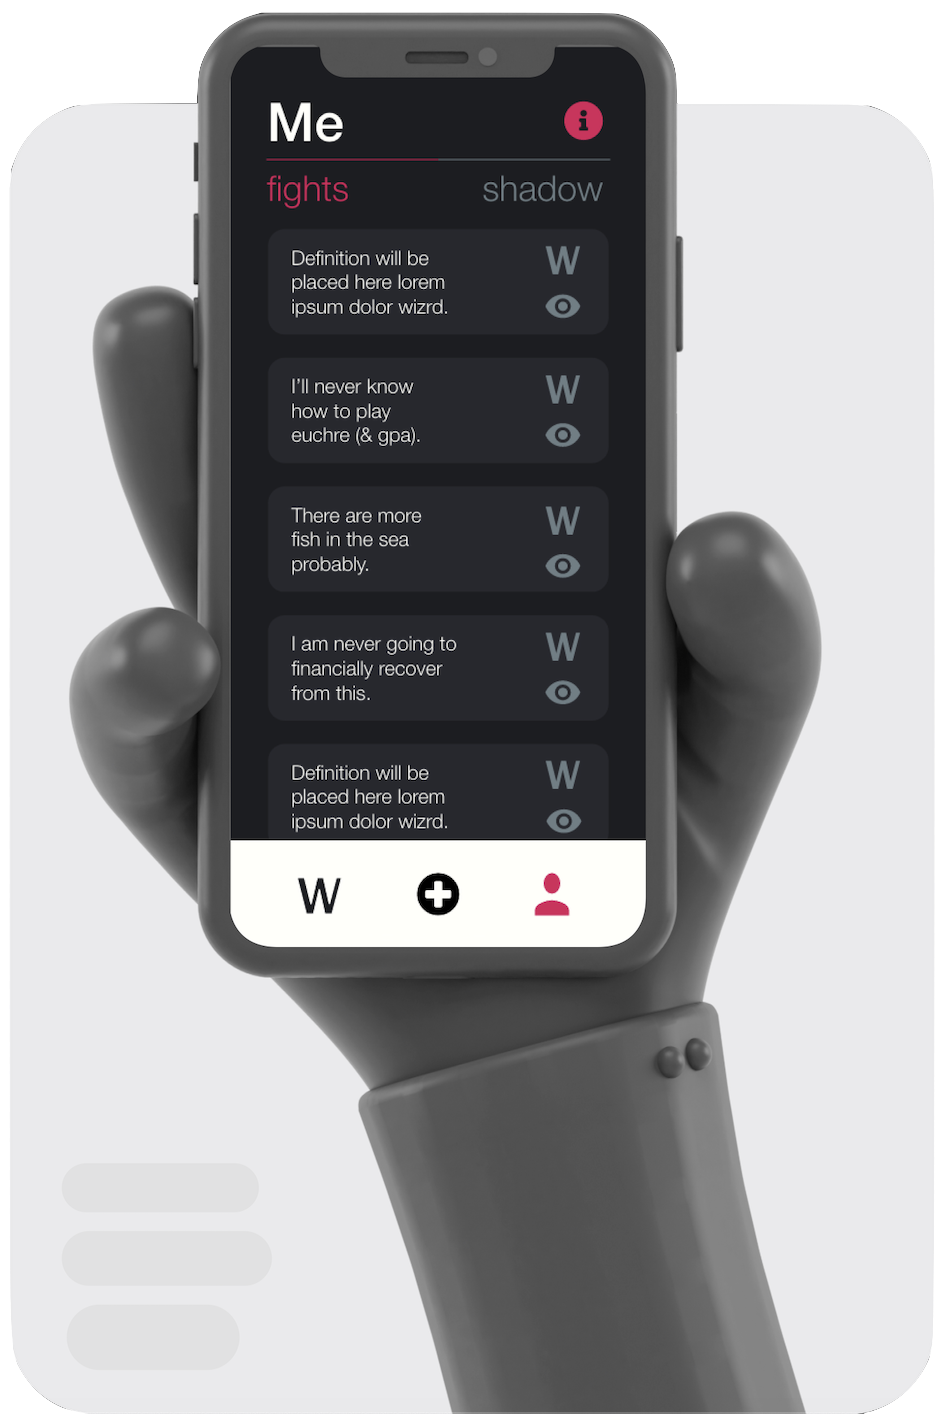 Me
fights
shadow
Definition will be
placed here lorem
ipsum dolor wizrd.
W
I'll never know
how to play
euchre (& gpa).
W
There are more
fish in the sea
probably.
W
I am never going to
financially recover
from this.
W
Definition will be
placed here lorem
ipsum dolor wizrd.
W
W